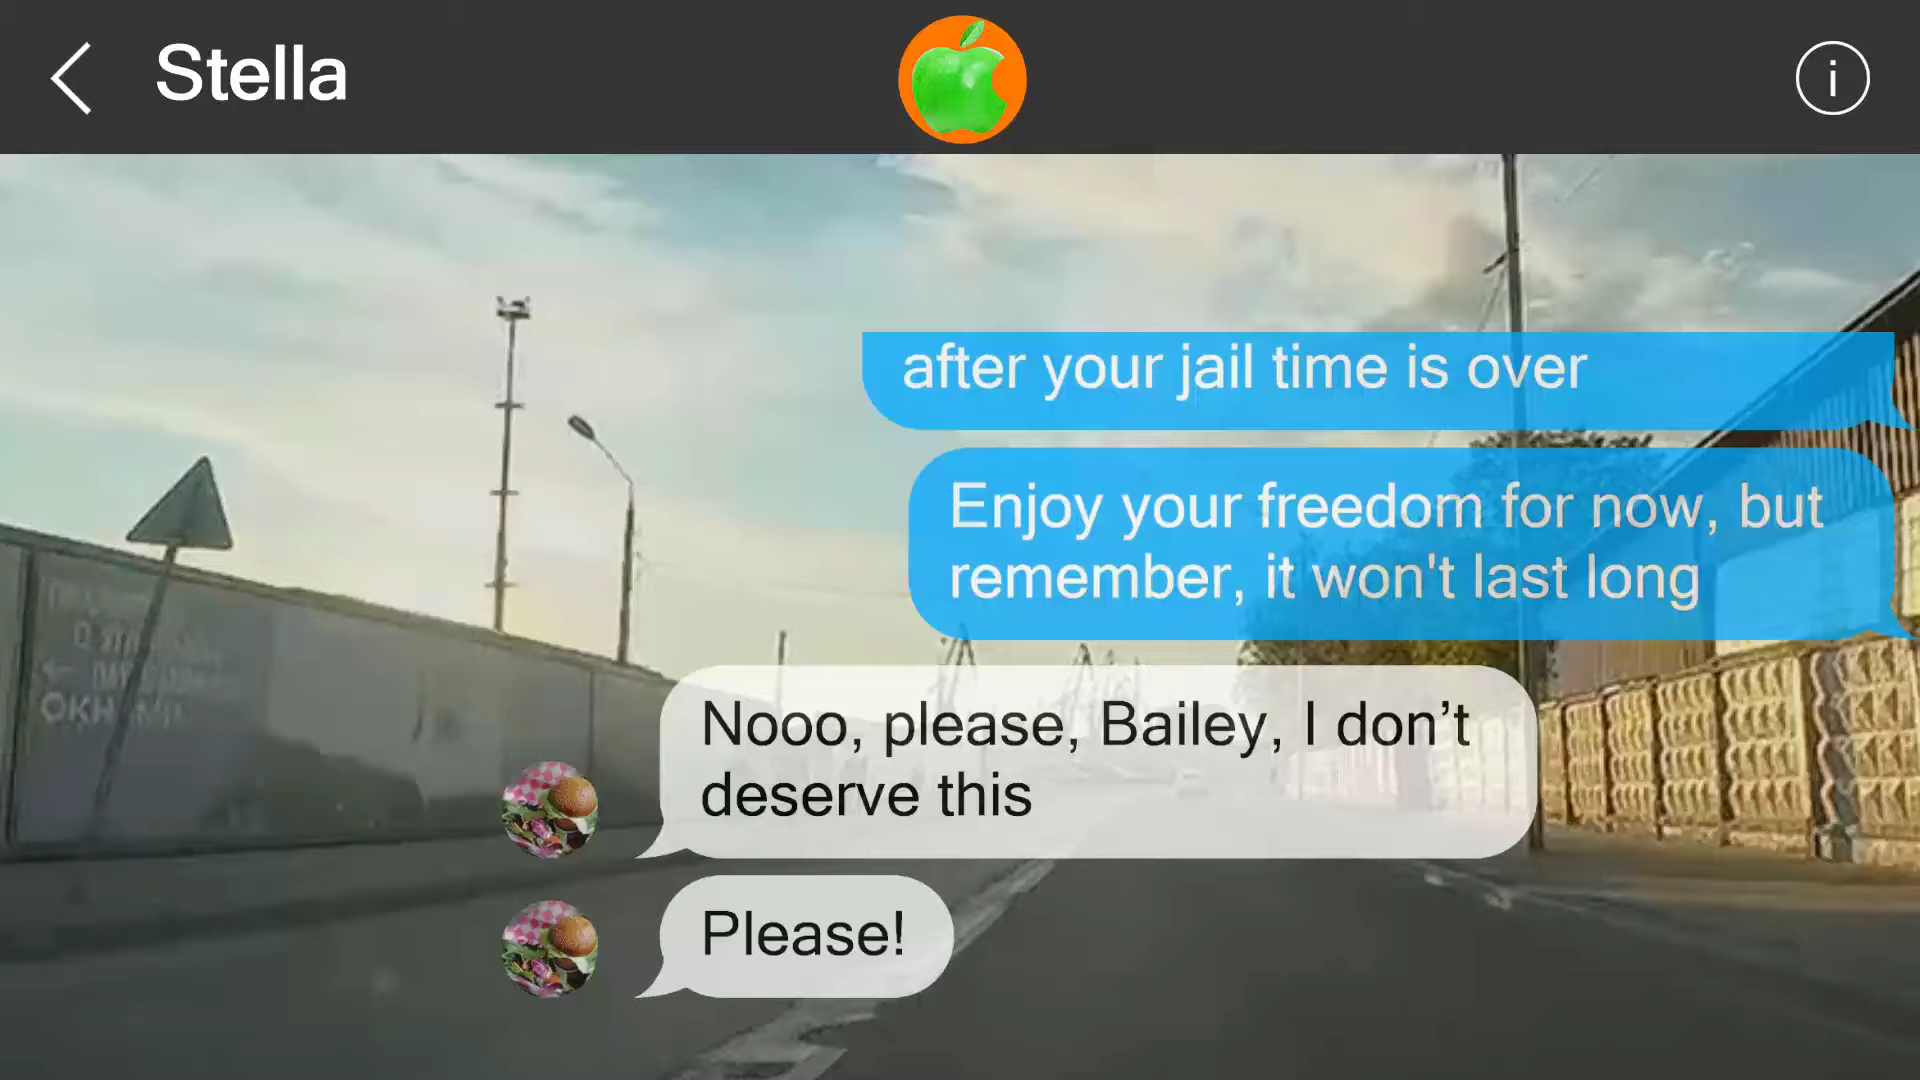 Stella
i
after your jail time is over
Enjoy your freedom for now, but
remember, it won't last long
Nooo, please, Bailey, I don’t
deserve this
Please!